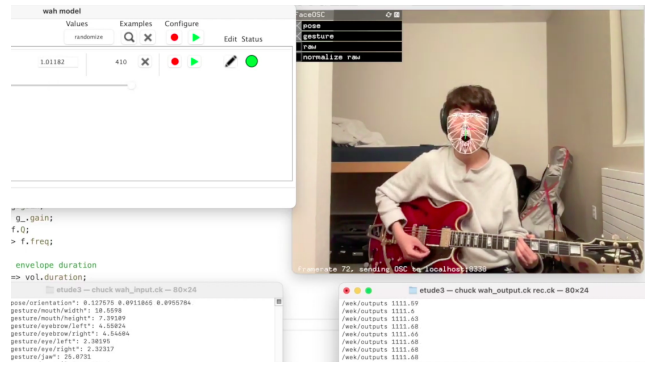 wah model
Values Examples Configure
randomize
Edit Status
1.01182 410
FaceOSC
pose
gesture
raw
normalize raw
g_.gain;
f.Q;
> f.freq;
envelope duration
=> vol.duration;
framerate 72, sending OSC to localhost:8338
etude3 — chuck wah_input.ck — 80×24
pose/orientation": 0.127575 0.0911865 0.0955784
gesture/mouth/width": 10.5598
gesture/mouth/height": 7.39109
gesture/eyebrow/left": 4.55024
gesture/eyebrow/right": 4.54604
gesture/eye/left": 2.30195
gesture/eye/right": 2.32317
gesture/jaw": 25.0731
etude3 — chuck wah_output.ck rec.ck — 80×24
/wek/outputs 1111.59
/wek/outputs 1111.6
/wek/outputs 1111.63
/wek/outputs 1111.68
/wek/outputs 1111.66
/wek/outputs 1111.68
/wek/outputs 1111.68
/wek/outputs 1111.68